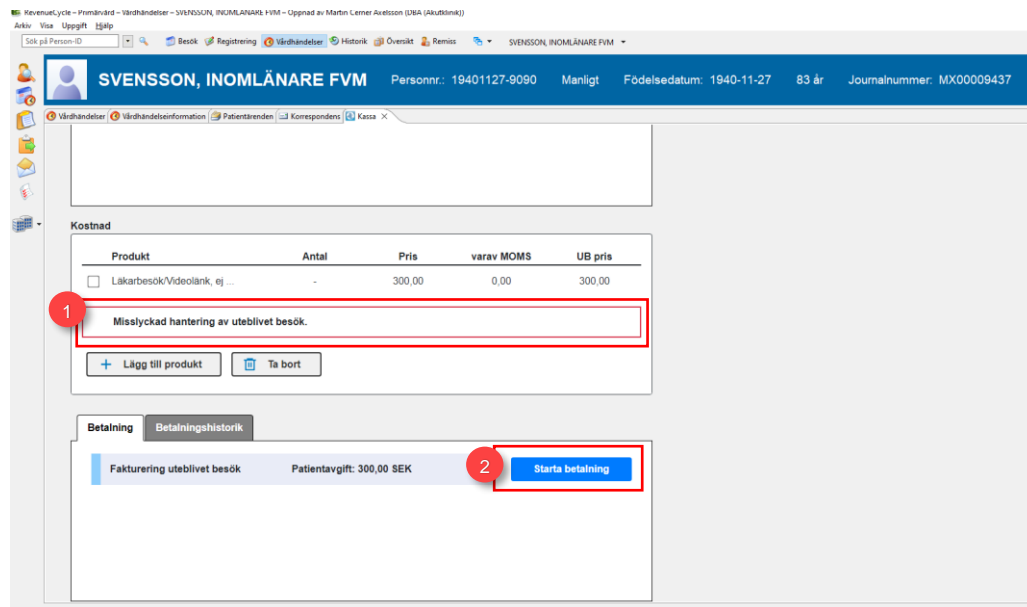 RevenueCycle – Primärvård – Vårdhändelser – SVENSSON, INOMLÄNARE FVM – Öppnad av Martin Cerner Axelsson (DBA (Akutklinik))
Arkiv Visa Uppgift Hjälp
Sök på Person-ID Besök Registrering Vårdhändelser Historik Översikt Remiss SVENSSON, INOMLÄNARE FVM
SVENSSON, INOMLÄNARE FVM Personnr.: 19401127-9090 Manligt Födelsedatum: 1940-11-27 83 år Journalnummer: MX00009437
Vårdhändelser Vårdhändelseinformation Patientärenden Korrespondens Kassa ×
Kostnad
Produkt Antal Pris varav MOMS UB pris
Läkarbesök/Videolänk, ej ... - 300,00 0,00 300,00
1
Misslyckad hantering av uteblivet besök.
+ Lägg till produkt Ta bort
Betalning Betalningshistorik
Fakturering uteblivet besök Patientavgift: 300,00 SEK 2 Starta betalning